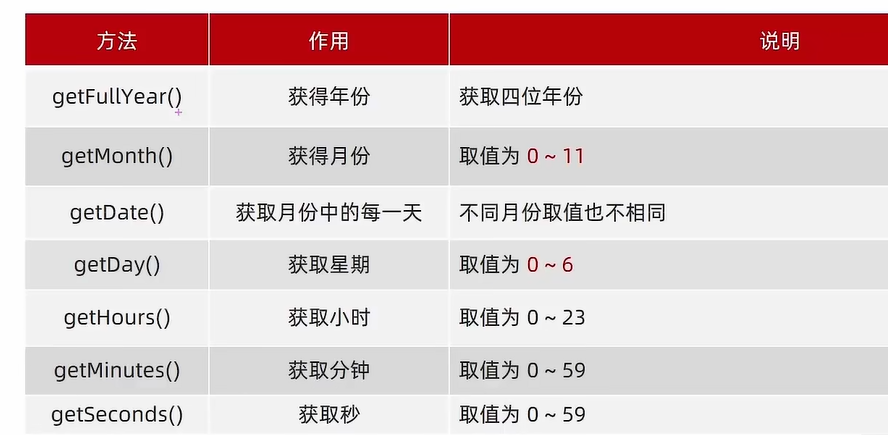 方法 作用 说明
getFullYear() 获得年份 获取四位年份
getMonth() 获得月份 取值为 0 ~ 11
getDate() 获取月份中的每一天 不同月份取值也不相同
getDay() 获取星期 取值为 0 ~ 6
getHours() 获取小时 取值为 0 ~ 23
getMinutes() 获取分钟 取值为 0 ~ 59
getSeconds() 获取秒 取值为 0 ~ 59